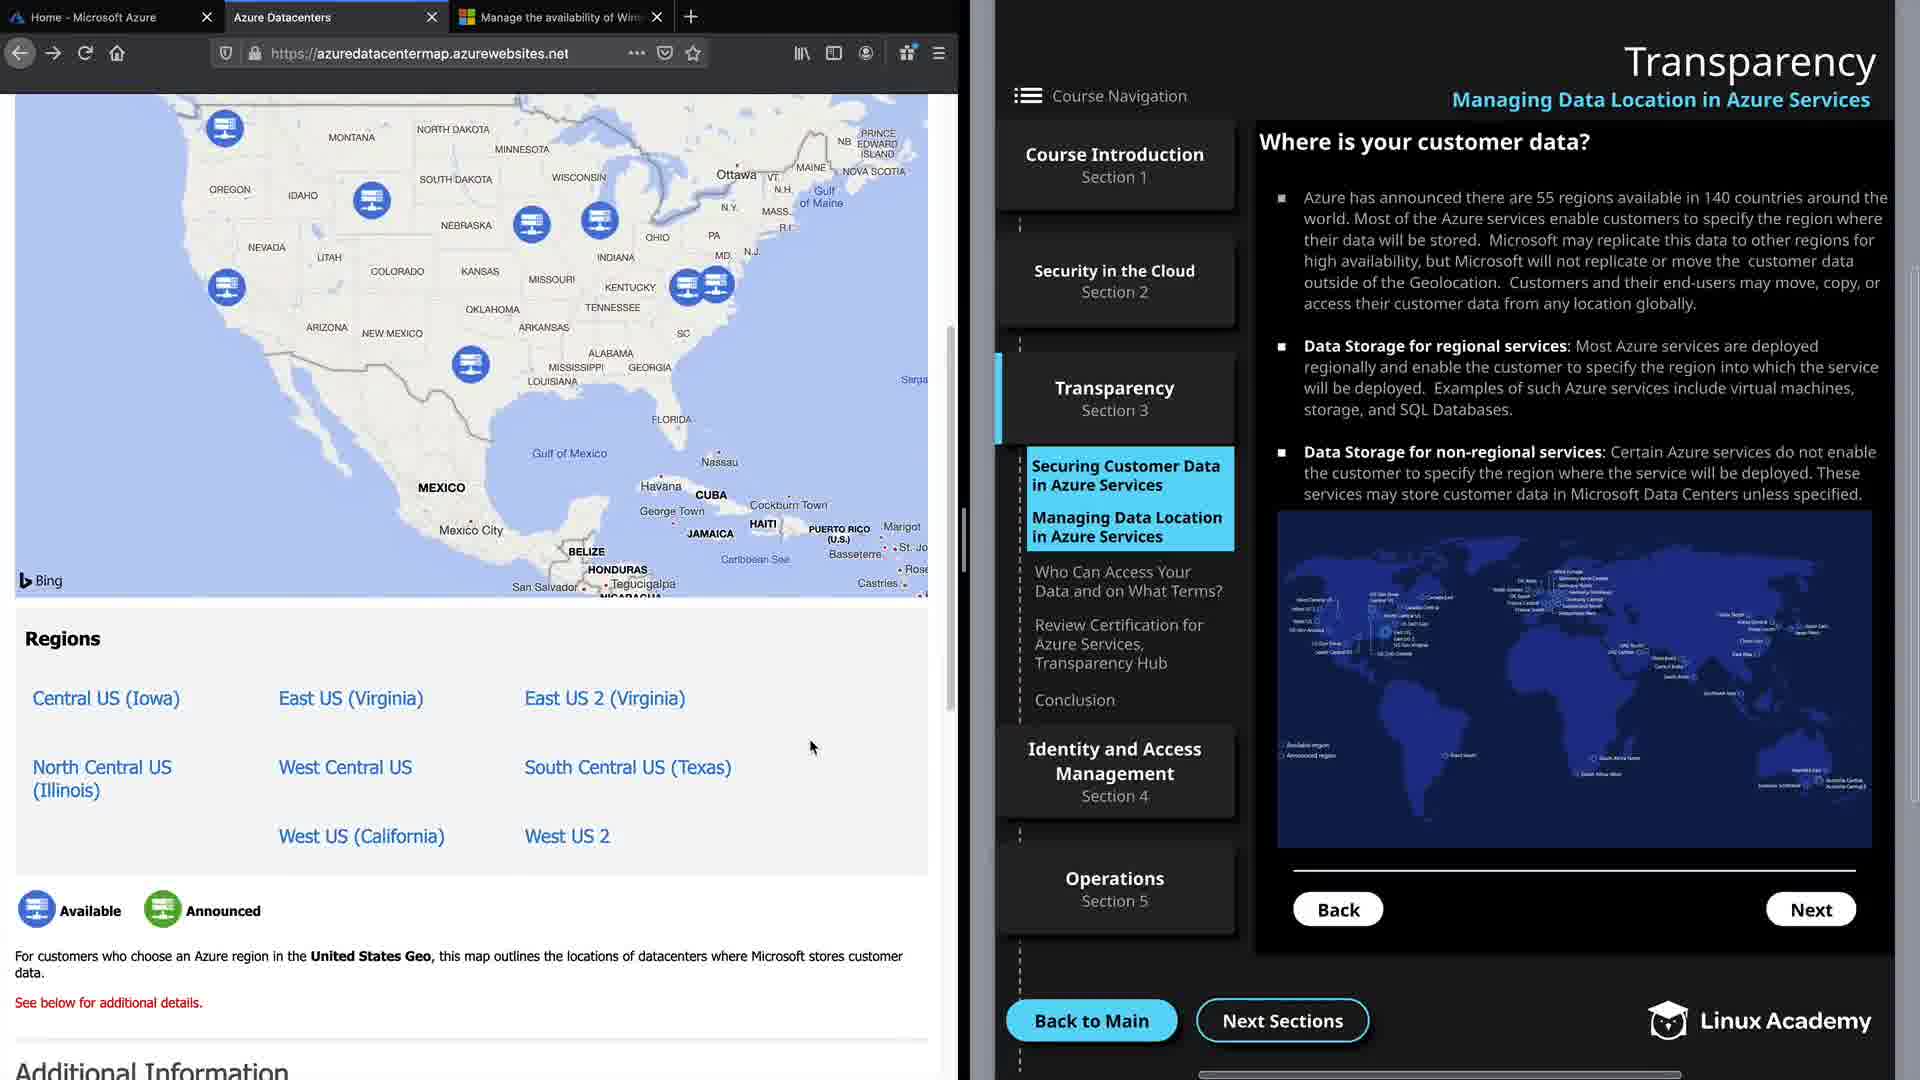 Home - Microsoft Azure
Azure Datacenters
Manage the availability of Win
https://azuredatacentermap.azurewebsites.net
MONTANA
NORTH DAKOTA
MINNESOTA
OREGON
IDAHO
SOUTH DAKOTA
WISCONSIN
Ottawa
VT.
N.H.
MAINE
NB
PRINCE
EDWARD
ISLAND
NOVA SCOTIA
Gulf
of Maine
N.Y.
MASS.
R.I.
NEBRASKA
NEVADA
UTAH
COLORADO
KANSAS
MISSOURI
INDIANA
OHIO
PA
MD.
N.J.
KENTUCKY
TENNESSEE
OKLAHOMA
ARKANSAS
ARIZONA
NEW MEXICO
SC
ALABAMA
MISSISSIPPI
GEORGIA
LOUISIANA
FLORIDA
Gulf of Mexico
MEXICO
Mexico City
Nassau
Havana
CUBA
George Town
Cockburn Town
HAITI
JAMAICA
PUERTO RICO
(U.S.)
Marigot
Basseterre
St. Jo
Caribbean See
BELIZE
HONDURAS
Tegucigalpa
San Salvador
Castries
Rose
NICARAGUA
Bing
Regions
Central US (Iowa)
East US (Virginia)
East US 2 (Virginia)
North Central US
(Illinois)
West Central US
South Central US (Texas)
West US (California)
West US 2
Available
Announced
For customers who choose an Azure region in the United States Geo, this map outlines the locations of datacenters where Microsoft stores customer
data.
See below for additional details.
Additional Information
Transparency
Managing Data Location in Azure Services
Course Navigation
Course Introduction
Section 1
Security in the Cloud
Section 2
Transparency
Section 3
Securing Customer Data
in Azure Services
Managing Data Location
in Azure Services
Who Can Access Your
Data and on What Terms?
Review Certification for
Azure Services,
Transparency Hub
Conclusion
Identity and Access
Management
Section 4
Operations
Section 5
Where is your customer data?
Azure has announced there are 55 regions available in 140 countries around the
world. Most of the Azure services enable customers to specify the region where
their data will be stored. Microsoft may replicate this data to other regions for
high availability, but Microsoft will not replicate or move the customer data
outside of the Geolocation. Customers and their end-users may move, copy, or
access their customer data from any location globally.
Data Storage for regional services: Most Azure services are deployed
regionally and enable the customer to specify the region into which the service
will be deployed. Examples of such Azure services include virtual machines,
storage, and SQL Databases.
Data Storage for non-regional services: Certain Azure services do not enable
the customer to specify the region where the service will be deployed. These
services may store customer data in Microsoft Data Centers unless specified.
Available region
Announced region
South Africa North
South Africa West
Back
Next
Back to Main
Next Sections
Linux Academy